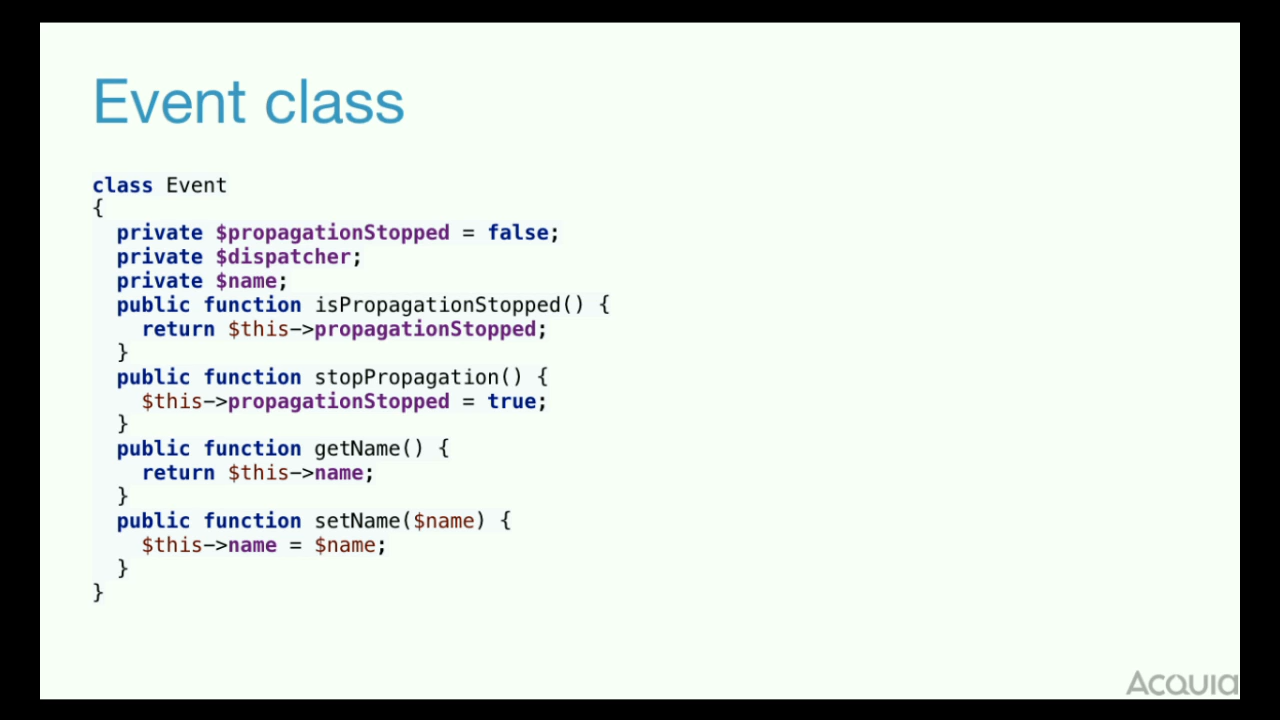 Event class
class Event
{
  private $propagationStopped = false;
  private $dispatcher;
  private $name;
  public function isPropagationStopped() {
    return $this->propagationStopped;
  }
  public function stopPropagation() {
    $this->propagationStopped = true;
  }
  public function getName() {
    return $this->name;
  }
  public function setName($name) {
    $this->name = $name;
  }
}
Acquia